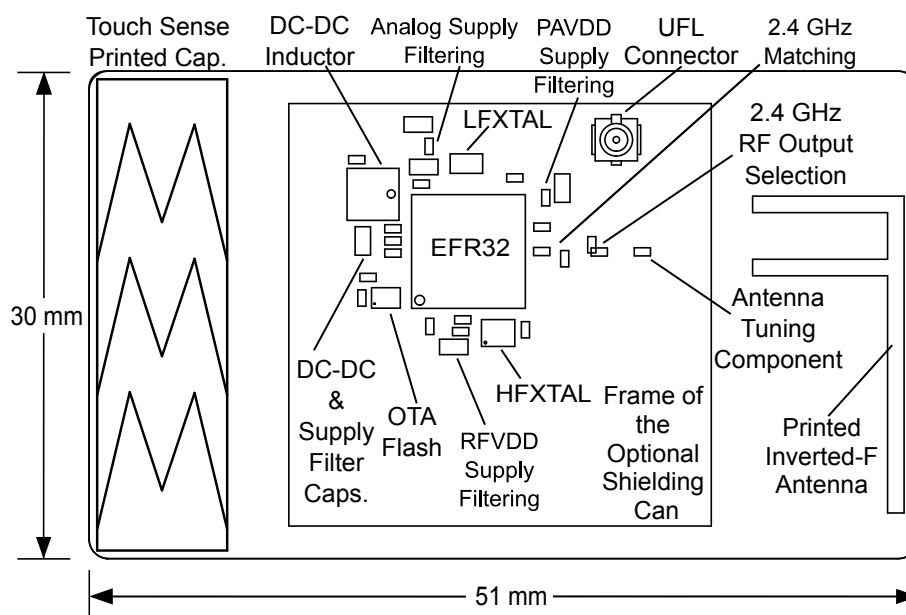 Touch Sense
Printed Cap.
DC-DC
Inductor
Analog Supply
Filtering
PAVDD
Supply
Filtering
UFL
Connector
2.4 GHz
Matching
LFXTAL
2.4 GHz
RF Output
Selection
EFR32
30 mm
Antenna
Tuning
Component
DC-DC
&
Supply
Filter
Caps.
OTA
Flash
RFVDD
Supply
Filtering
HFXTAL
Frame of
the
Optional
Shielding
Can
Printed
Inverted-F
Antenna
51 mm